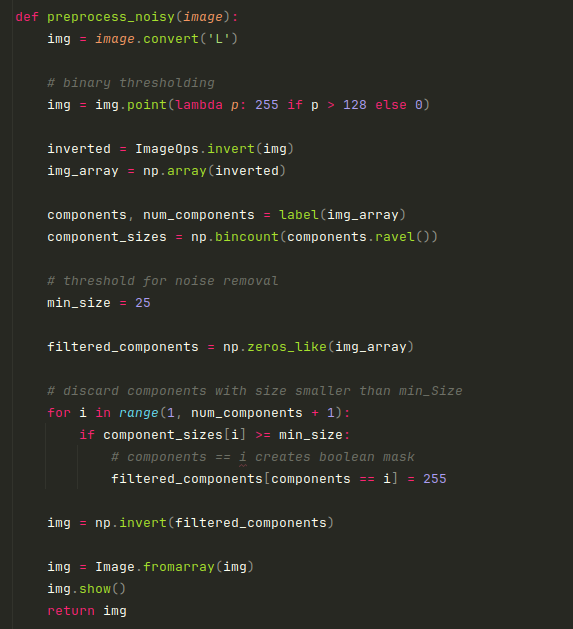 def preprocess_noisy(image):
    img = image.convert('L')

    # binary thresholding
    img = img.point(lambda p: 255 if p > 128 else 0)

    inverted = ImageOps.invert(img)
    img_array = np.array(inverted)

    components, num_components = label(img_array)
    component_sizes = np.bincount(components.ravel())

    # threshold for noise removal
    min_size = 25

    filtered_components = np.zeros_like(img_array)

    # discard components with size smaller than min_Size
    for i in range(1, num_components + 1):
        if component_sizes[i] >= min_size:
            # components == i creates boolean mask
            filtered_components[components == i] = 255

    img = np.invert(filtered_components)

    img = Image.fromarray(img)
    img.show()
    return img